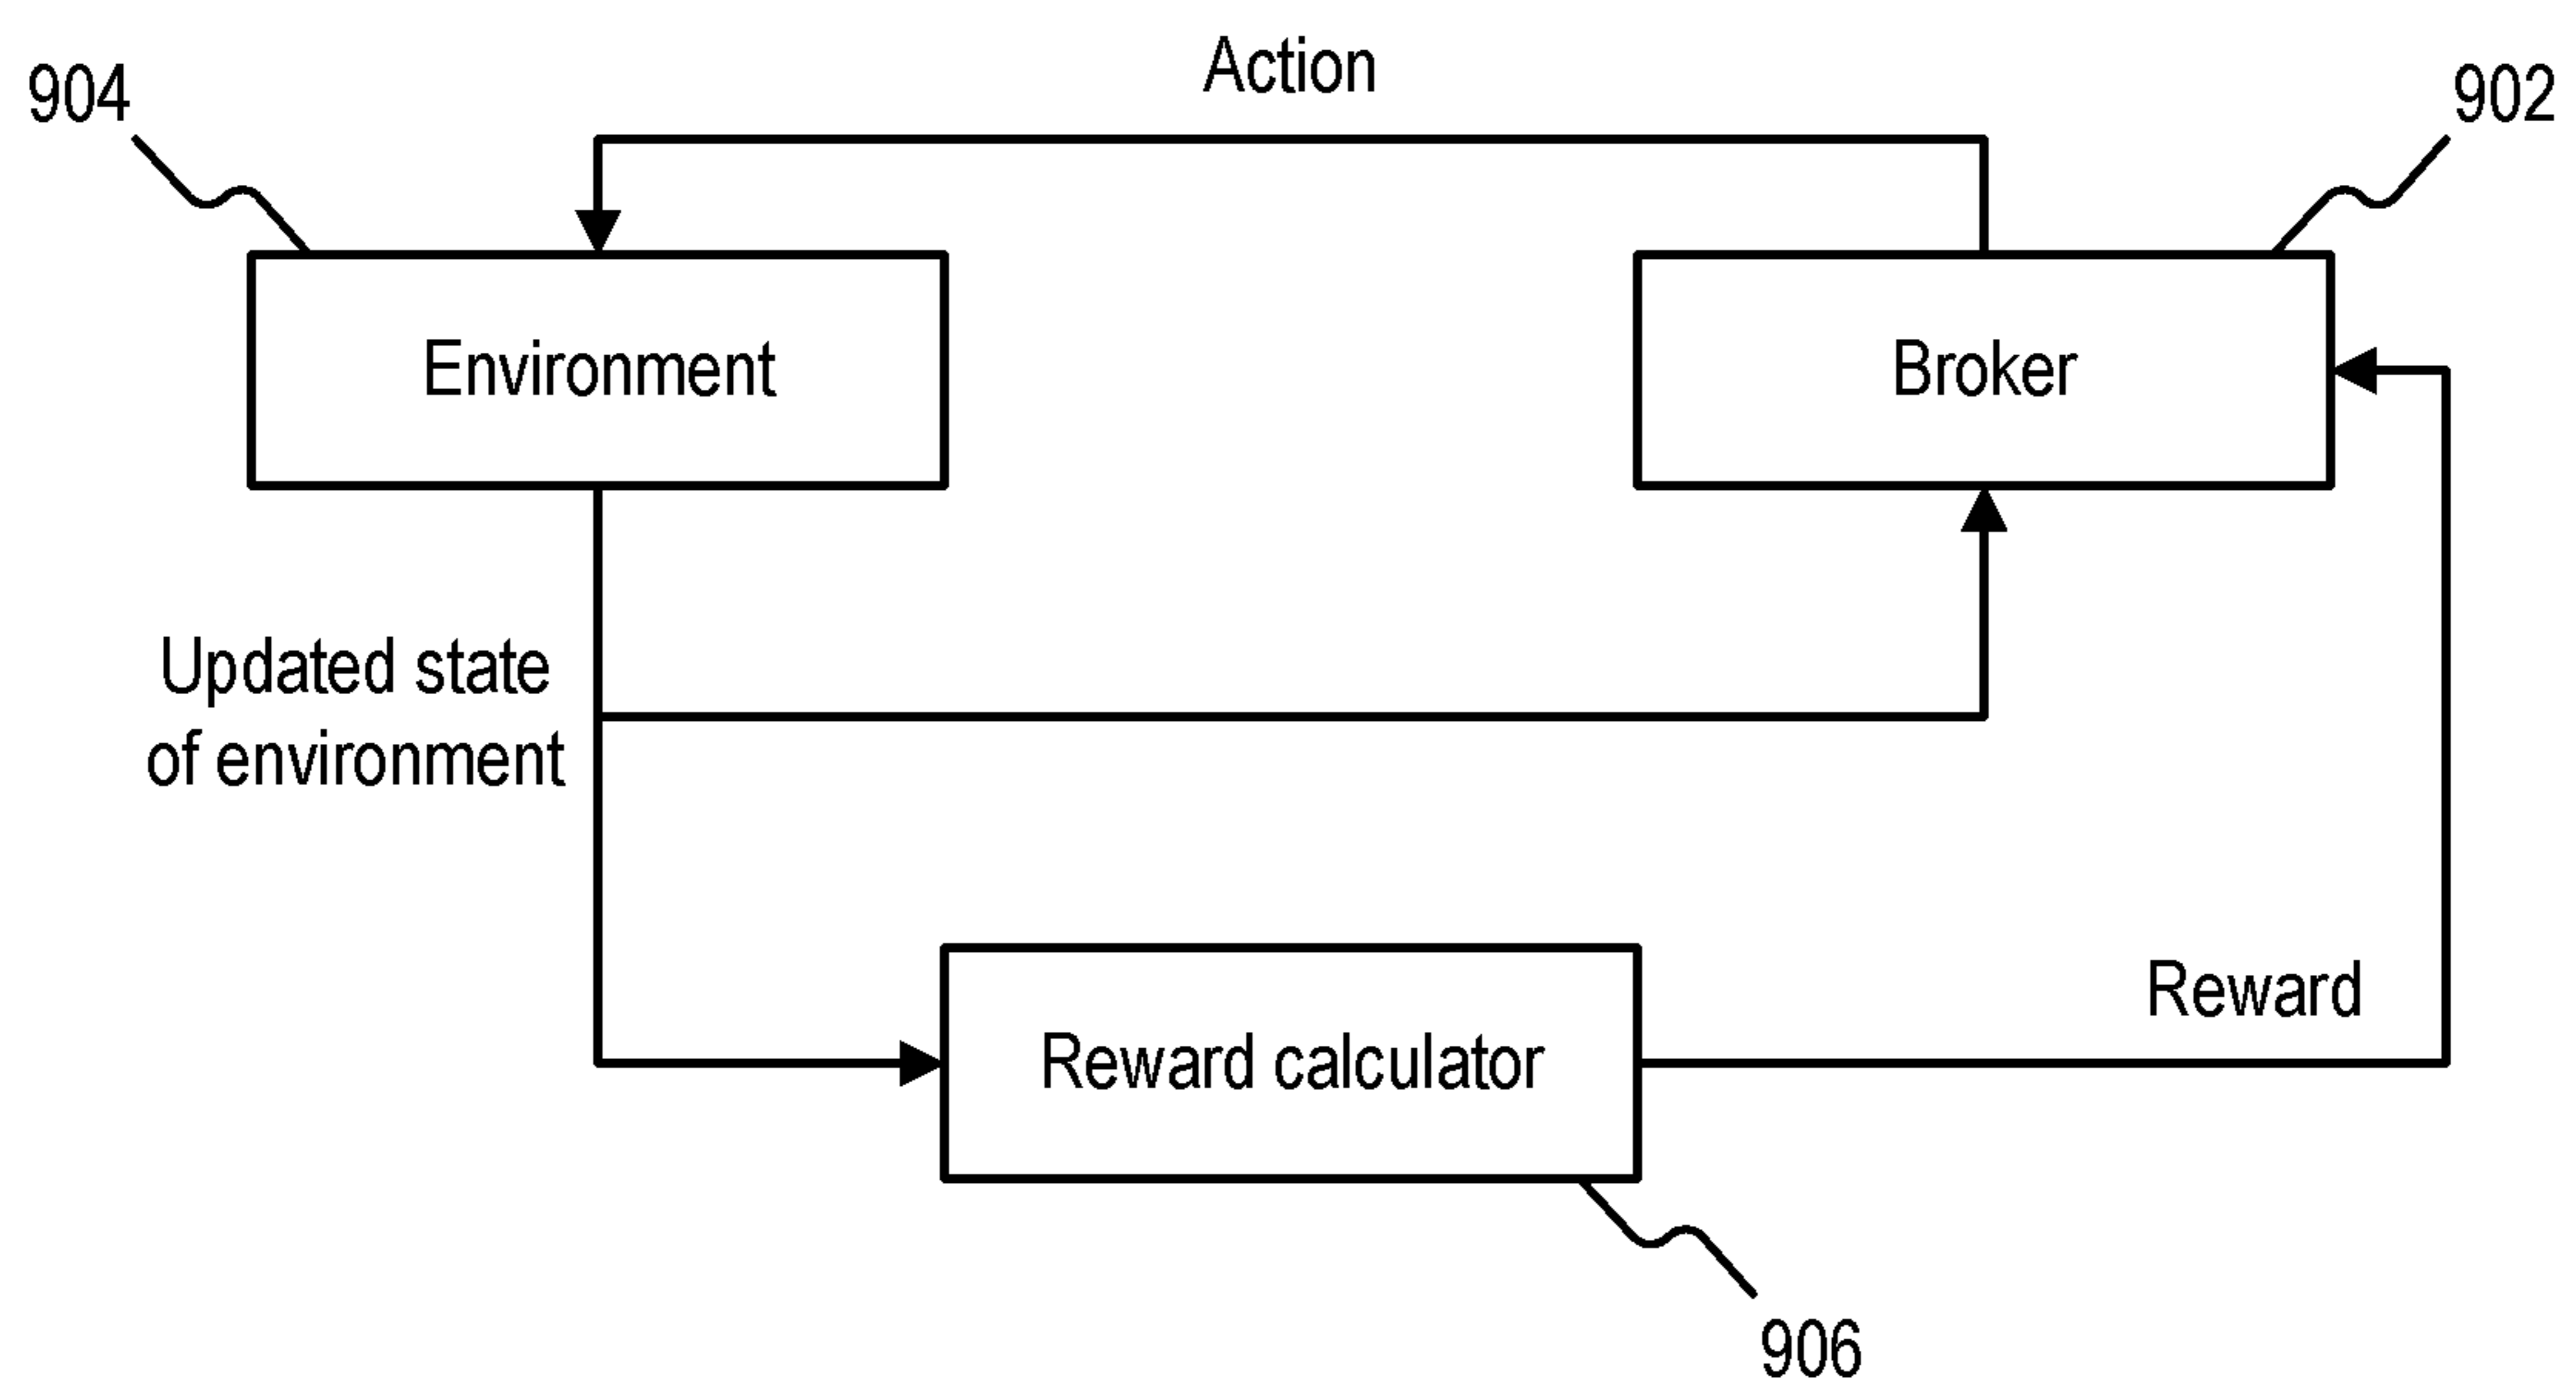 Action
904
902
Environment
Broker
Updated state
of environment
Reward
Reward calculator
906